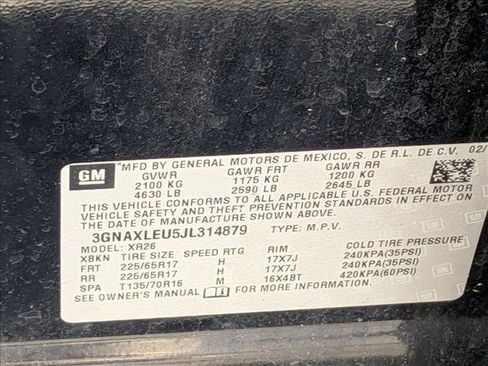 GM
*MFD BY GENERAL MOTORS DE MEXICO, S. DE R.L. DE C.V. 02/
GVWR GAWR FRT GAWR RR
2100 KG 1175 KG 1200 KG
4630 LB 2590 LB 2645 LB
THIS VEHICLE CONFORMS TO ALL APPLICABLE U.S. FEDERAL MOTOR
VEHICLE SAFETY, BUMPER, AND THEFT PREVENTION STANDARDS IN
EFFECT ON THE DATE OF MANUFACTURE SHOWN ABOVE.
3GNAXLEU5JL314879 TYPE: M.P.V.
MODEL: XR26
XBKN TIRE SIZE SPEED RTG RIM COLD TIRE PRESSURE
FRT 225/65R17 H 17X7J 240KPA(35PSI)
RR 225/65R17 H 17X7J 240KPA(35PSI)
SPA T135/70R16 M 16X4BT 420KPA(60PSI)
SEE OWNER'S MANUAL FOR MORE INFORMATION.